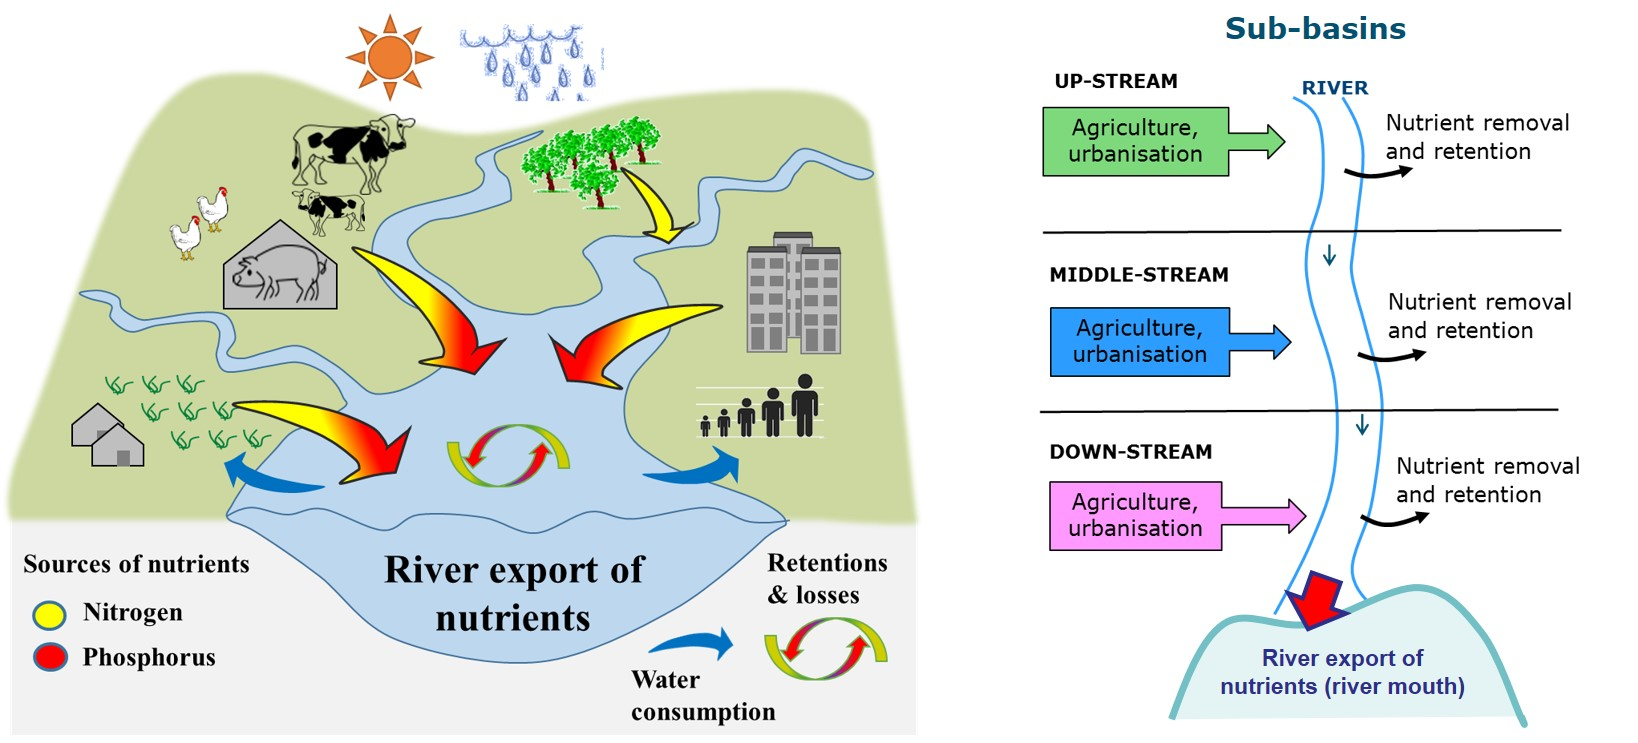 River export of
nutrients
Sources of nutrients
Nitrogen
Phosphorus
Water
consumption
Retentions
& losses
Sub-basins
RIVER
UP-STREAM
Agriculture,
urbanisation
Nutrient removal
and retention
MIDDLE-STREAM
Agriculture,
urbanisation
Nutrient removal
and retention
DOWN-STREAM
Agriculture,
urbanisation
Nutrient removal
and retention
River export of
nutrients (river mouth)